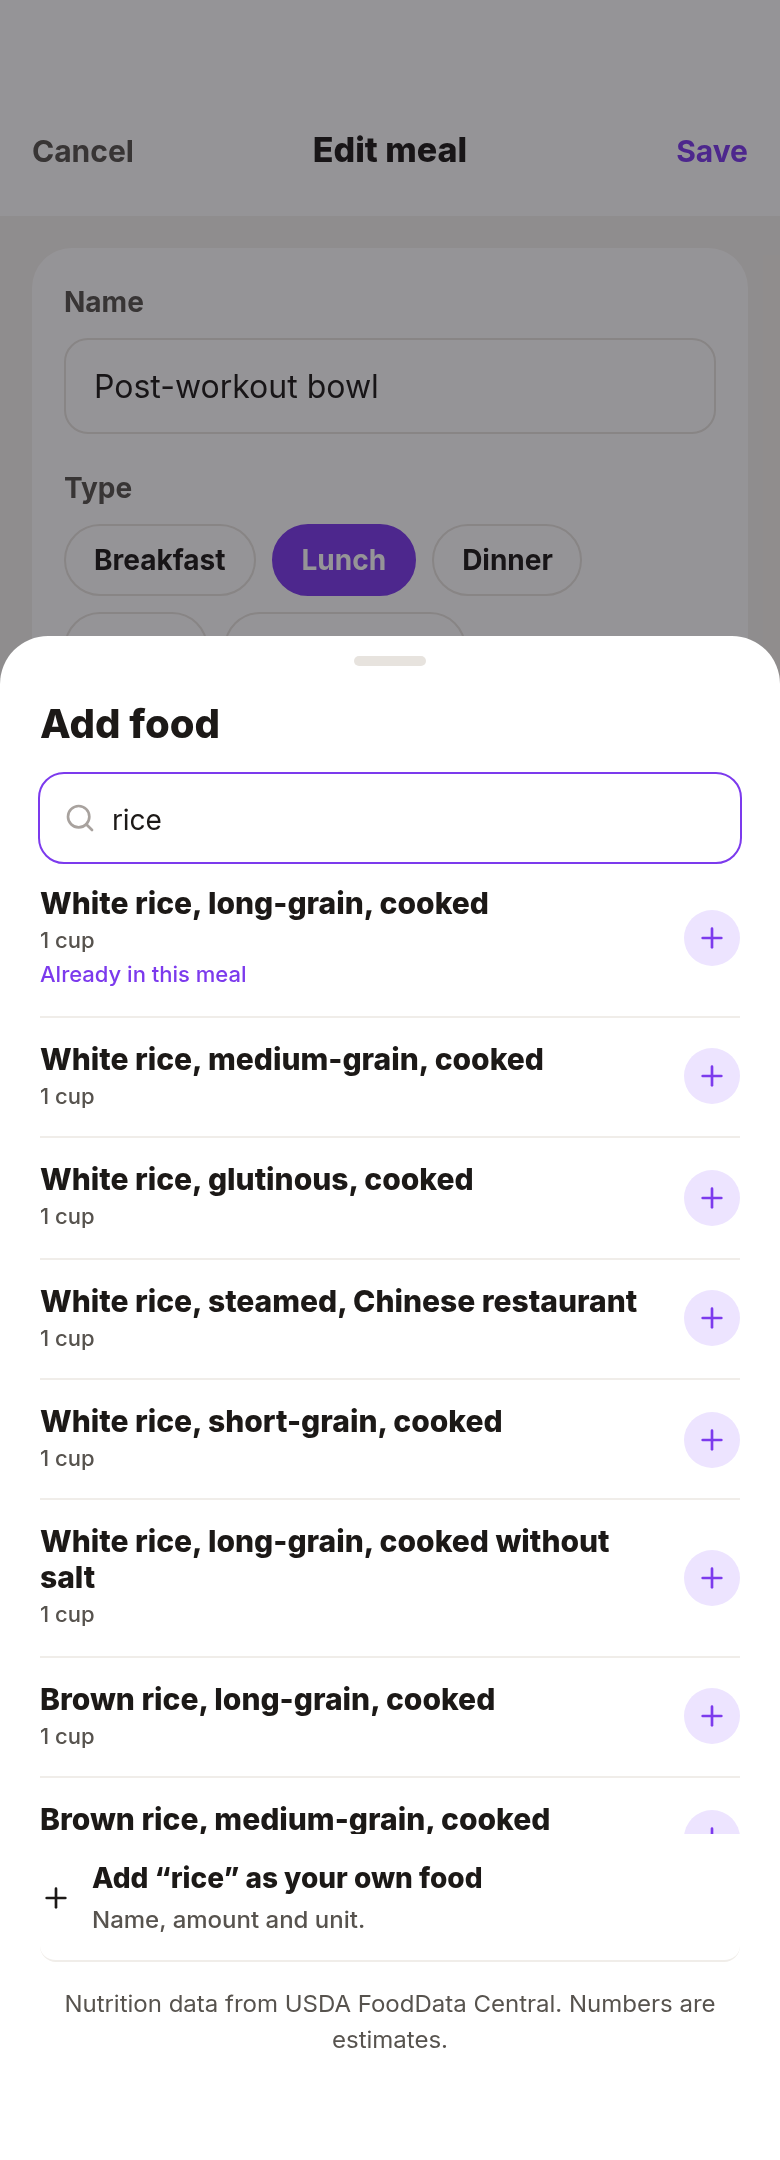 Cancel
Edit meal
Save
Name
Post-workout bowl
Type
Breakfast
Lunch
Dinner
Add food
rice
White rice, long-grain, cooked
1 cup
Already in this meal
White rice, medium-grain, cooked
1 cup
White rice, glutinous, cooked
1 cup
White rice, steamed, Chinese restaurant
1 cup
White rice, short-grain, cooked
1 cup
White rice, long-grain, cooked without
salt
1 cup
Brown rice, long-grain, cooked
1 cup
Brown rice, medium-grain, cooked
Add “rice” as your own food
Name, amount and unit.
Nutrition data from USDA FoodData Central. Numbers are
estimates.